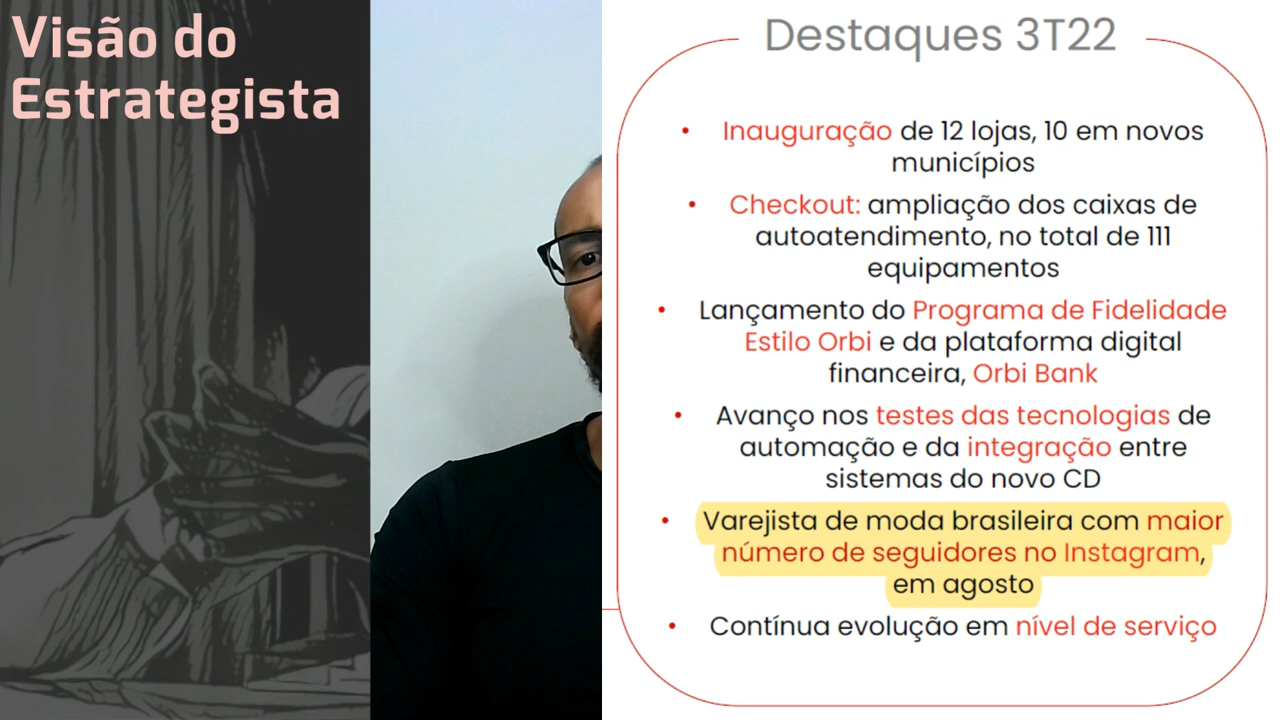 Visão do
Estrategista
Destaques 3T22
• Inauguração de 12 lojas, 10 em novos
municípios
• Checkout: ampliação dos caixas de
autoatendimento, no total de 111
equipamentos
• Lançamento do Programa de Fidelidade
Estilo Orbi e da plataforma digital
financeira, Orbi Bank
• Avanço nos testes das tecnologias de
automação e da integração entre
sistemas do novo CD
• Varejista de moda brasileira com maior
número de seguidores no Instagram,
em agosto
• Contínua evolução em nível de serviço